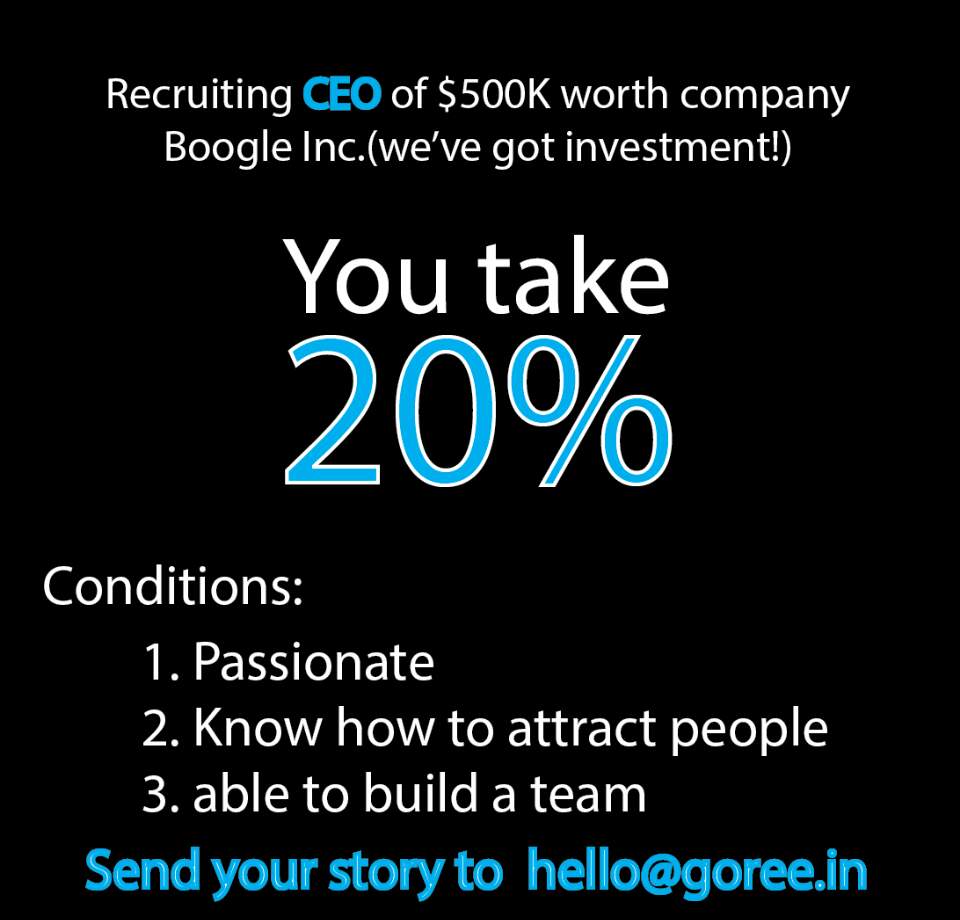 Recruiting CEO of $500K worth company
Boogle Inc.(we've got investment!)
You take
20%
Conditions:
1. Passionate
2. Know how to attract people
3. able to build a team
Send your story to hello@goree.in